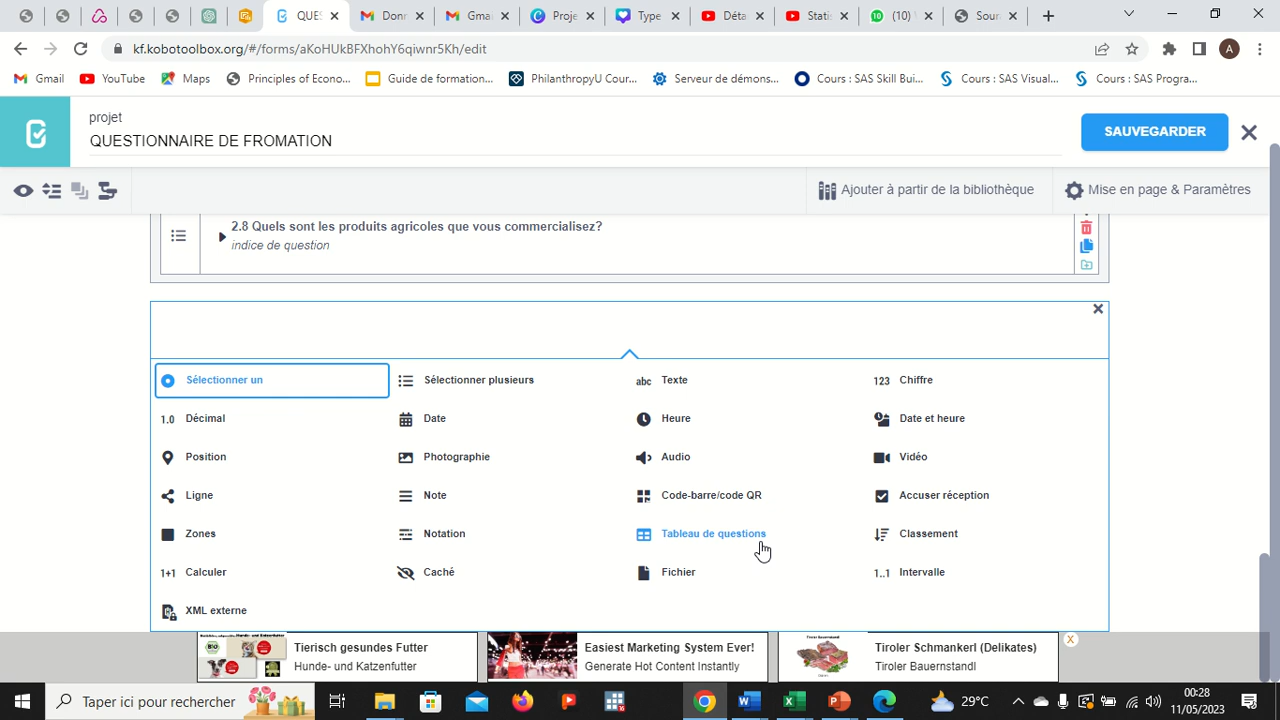 QUES
Donr
Gmai
Proje
Type
Déta
Statis
(10) \
Sour
kf.kobotoolbox.org/#/forms/aKoHUkBFXhohY6qiwnr5Kh/edit
A
Gmail
YouTube
Maps
Principles of Econo...
Guide de formation...
PhilanthropyU Cour...
Serveur de démons...
Cours : SAS Skill Bui...
Cours : SAS Visual...
Cours : SAS Progra...
projet
QUESTIONNAIRE DE FROMATION
SAUVEGARDER
Ajouter à partir de la bibliothèque
Mise en page & Paramètres
2.8 Quels sont les produits agricoles que vous commercialisez?
indice de question
Sélectionner un
Sélectionner plusieurs
abc Texte
123 Chiffre
1.0 Décimal
Date
Heure
Date et heure
Position
Photographie
Audio
Vidéo
Ligne
Note
Code-barre/code QR
Accuser réception
Zones
Notation
Tableau de questions
Classement
1+1 Calculer
Caché
Fichier
1..1 Intervalle
XML externe
Tierisch gesundes Futter
Hunde- und Katzenfutter
Easiest Marketing System Ever!
Generate Hot Content Instantly
Tiroler Schmankerl (Delikates)
Tiroler Bauernstandl
Taper ici pour rechercher
29°C
00:28
11/05/2023